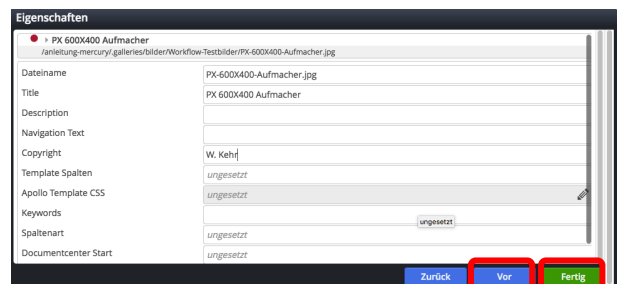 Eigenschaften
PX 600X400 Aufmacher
/anleitung-mercury/.galleries/bilder/Workflow-Testbilder/PX-600X400-Aufmacher.jpg
Dateiname PX-600X400-Aufmacher.jpg
Title PX 600X400 Aufmacher
Description
Navigation Text
Copyright W. Kehr
Template Spalten ungesetzt
Apollo Template CSS ungesetzt
Keywords
ungesetzt
Spaltenart ungesetzt
Documentcenter Start ungesetzt
Zurück Vor Fertig